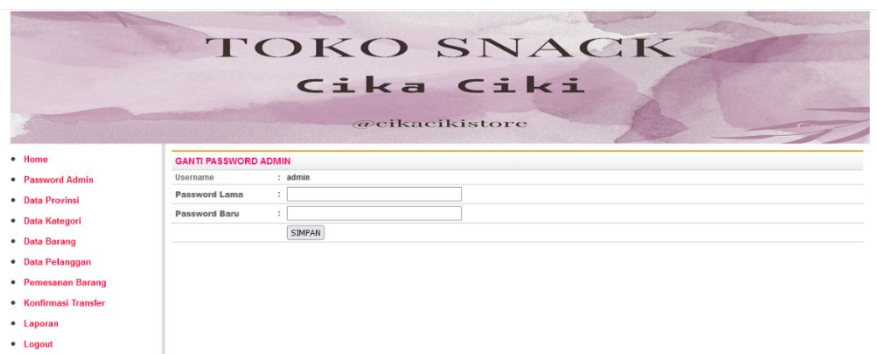 TOKO SNACK
Cika Ciki
@cikacikistore
Home
Password Admin
Data Provinsi
Data Kategori
Data Barang
Data Pelanggan
Pemesanan Barang
Konfirmasi Transfer
Laporan
Logout
GANTI PASSWORD ADMIN
Username : admin
Password Lama :
Password Baru :
SIMPAN